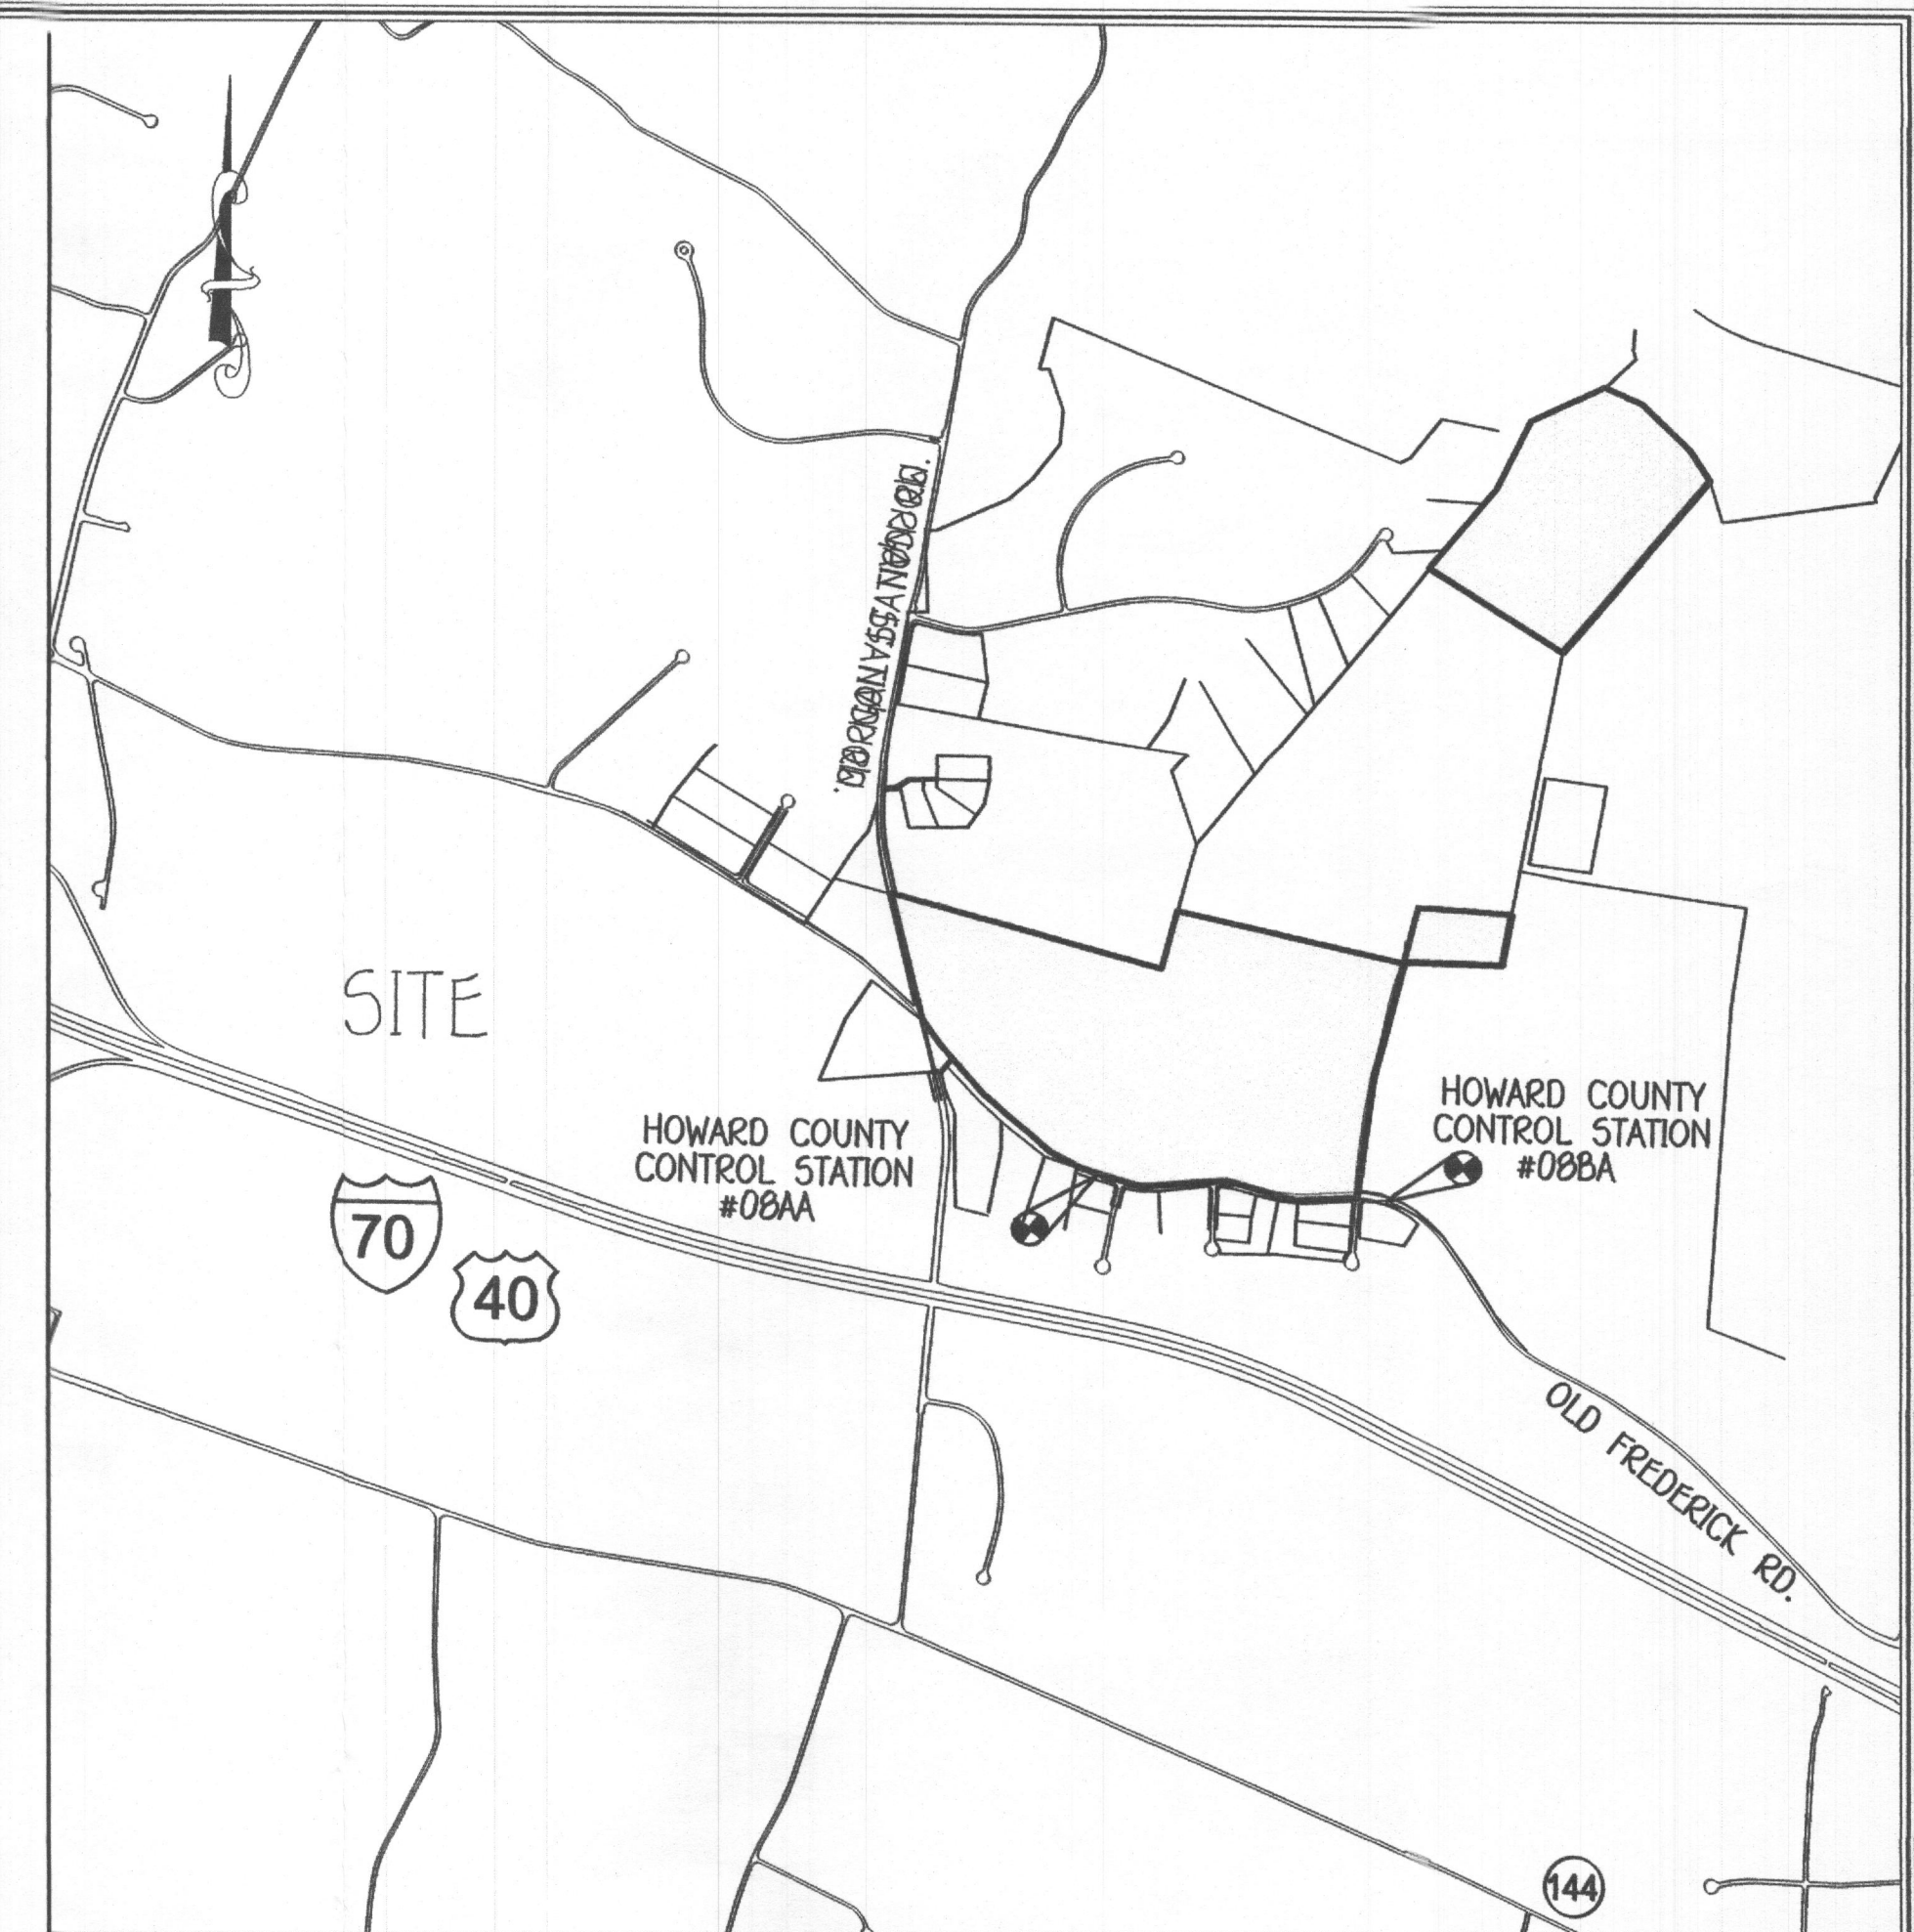 SITE
HOWARD COUNTY
CONTROL STATION
#08AA
HOWARD COUNTY
CONTROL STATION
#08BA
70
40
OLD FREDERICK RD.
144